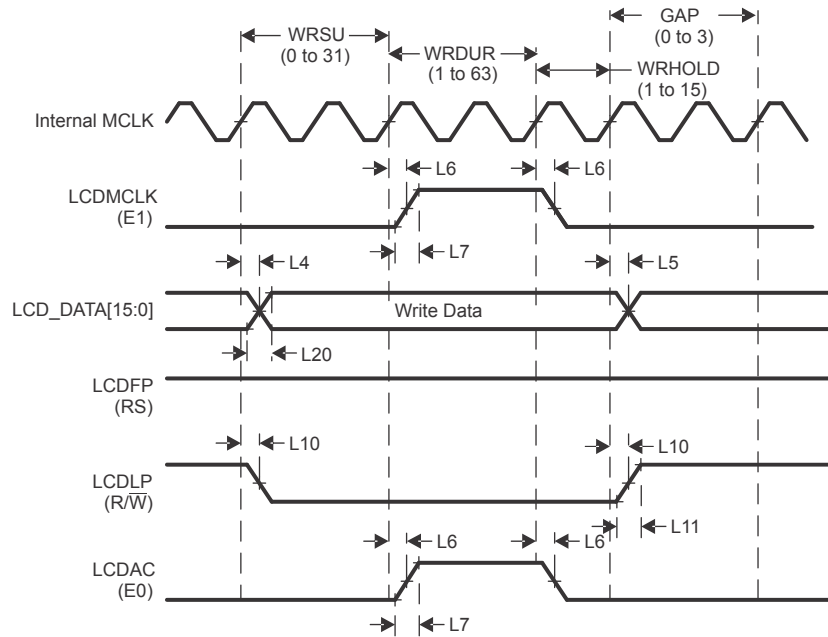 GAP
(0 to 3)
WRSU
(0 to 31)
WRDUR
(1 to 63)
WRHOLD
(1 to 15)
Internal MCLK
L6
L6
LCDMCLK
(E1)
L7
L4
L5
LCD_DATA[15:0]
Write Data
L20
LCDFP
(RS)
L10
L10
LCDLP
(R/W̅)
L11
L6
L6
LCDAC
(E0)
L7